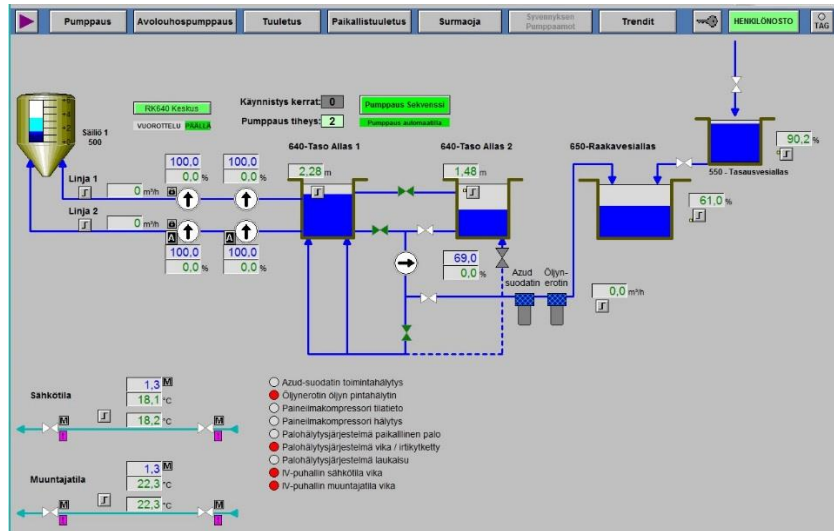 Pumppaus Avolouhospumppaus Tuuletus Paikallistuuletus Surmaoja Syvennyksen Pumppaamot Trendit HENKILÖNOSTO TAG
RK640 Keskus
VUOROTTELU PÄÄLLÄ
Käynnistys kerrat: 0
Pumppaus tiheys: 2
Pumppaus Sekvenssi
Pumppaus automaatilla
Säiliö 1
500
Linja 1
0 m³/h
Linja 2
0 m³/h
100,0
0,0 %
100,0
0,0 %
100,0
0,0 %
100,0
0,0 %
A
A
640-Taso Allas 1
2,28 m
640-Taso Allas 2
1,48 m
69,0
0,0 %
650-Raakavesiallas
61,0 %
550 - Tasausvesiallas
90,2 %
Azud suodatin
Öljyn-erotin
0,0 m³/h
Sähkötila
1,3 M
18,1 °C
18,2 °C
M
M
Muuntajatila
1,3 M
22,3 °C
22,3 °C
M
M
Azud-suodatin toimintahälytys
Öljynerotin öljyn pintahälytin
Paineilmakompressori tilatieto
Paineilmakompressori hälytys
Palohälytysjärjestelmä paikallinen palo
Palohälytysjärjestelmä vika / irtikytketty
Palohälytysjärjestelmä laukaisu
IV-puhallin sähkötila vika
IV-puhallin muuntajatila vika